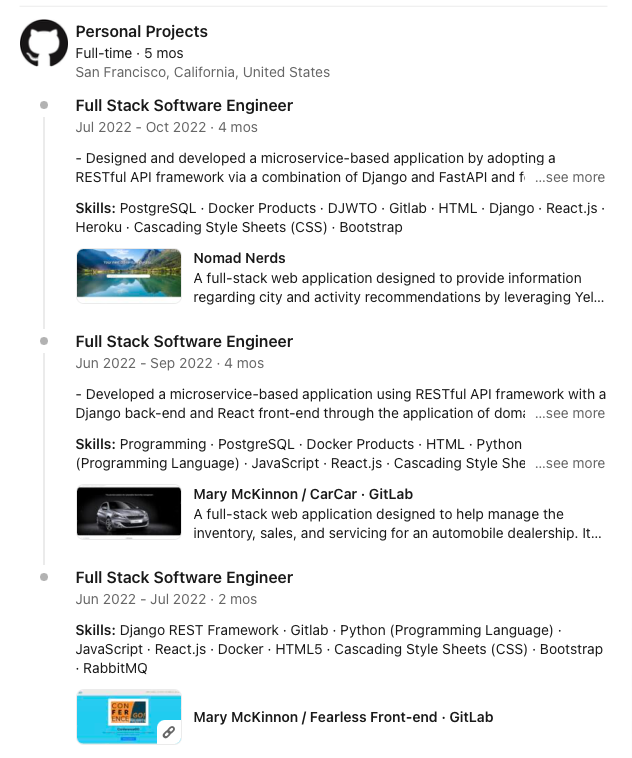 Personal Projects
Full-time · 5 mos
San Francisco, California, United States
Full Stack Software Engineer
Jul 2022 - Oct 2022 · 4 mos
- Designed and developed a microservice-based application by adopting a
RESTful API framework via a combination of Django and FastAPI and …see more
Skills: PostgreSQL · Docker Products · DJWTO · Gitlab · HTML · Django · React.js ·
Heroku · Cascading Style Sheets (CSS) · Bootstrap
Nomad Nerds
A full-stack web application designed to provide information
regarding city and activity recommendations by leveraging Yel...
Full Stack Software Engineer
Jun 2022 - Sep 2022 · 4 mos
- Developed a microservice-based application using RESTful API framework with a
Django back-end and React front-end through the application of doma …see more
Skills: Programming · PostgreSQL · Docker Products · HTML · Python
(Programming Language) · JavaScript · React.js · Cascading Style She …see more
Mary McKinnon / CarCar · GitLab
A full-stack web application designed to help manage the
inventory, sales, and servicing for an automobile dealership. It...
Full Stack Software Engineer
Jun 2022 - Jul 2022 · 2 mos
Skills: Django REST Framework · Gitlab · Python (Programming Language) ·
JavaScript · React.js · Docker · HTML5 · Cascading Style Sheets (CSS) · Bootstrap
· RabbitMQ
CON
FER
ENCE GO!
Mary McKinnon / Fearless Front-end · GitLab